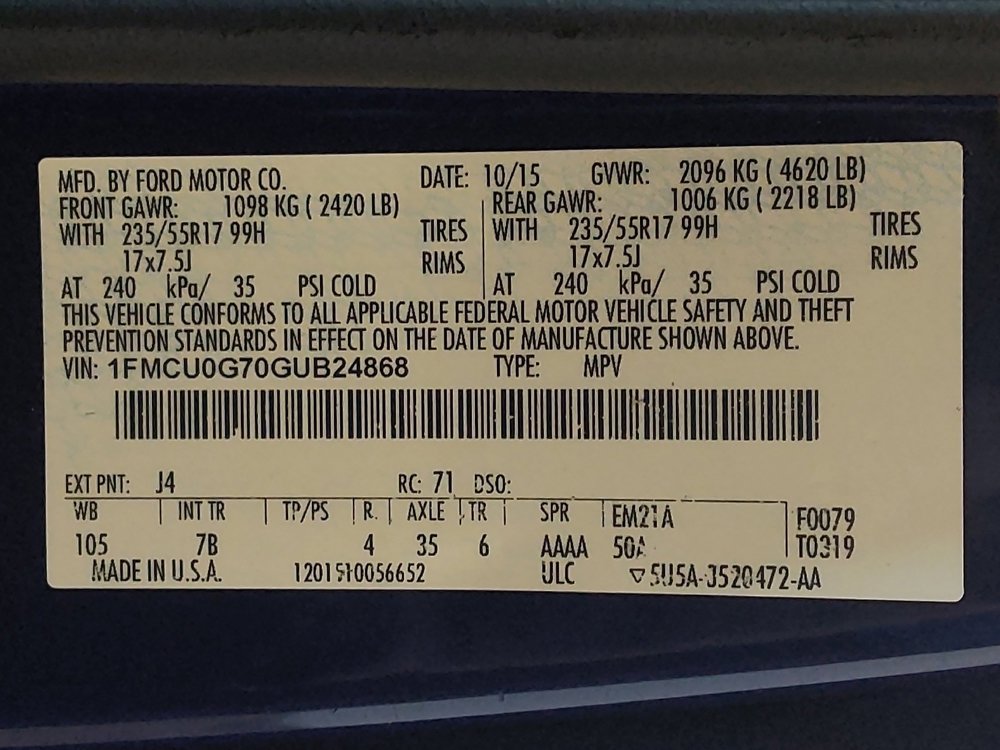 MFD. BY FORD MOTOR CO. DATE: 10/15 GVWR: 2096 KG ( 4620 LB)
FRONT GAWR: 1098 KG ( 2420 LB) REAR GAWR: 1006 KG ( 2218 LB)
WITH 235/55R17 99H TIRES WITH 235/55R17 99H TIRES
17x7.5J RIMS 17x7.5J RIMS
AT 240 kPa/ 35 PSI COLD AT 240 kPa/ 35 PSI COLD
THIS VEHICLE CONFORMS TO ALL APPLICABLE FEDERAL MOTOR VEHICLE SAFETY AND THEFT
PREVENTION STANDARDS IN EFFECT ON THE DATE OF MANUFACTURE SHOWN ABOVE.
VIN: 1FMCU0G70GUB24868 TYPE: MPV
EXT PNT: J4 RC: 71 DSO:
WB INT TR TP/PS R. AXLE TR SPR EM21A F0079
105 7B 4 35 6 AAAA 50A T0319
MADE IN U.S.A. 1201510056652 ULC 5U5A-3520472-AA